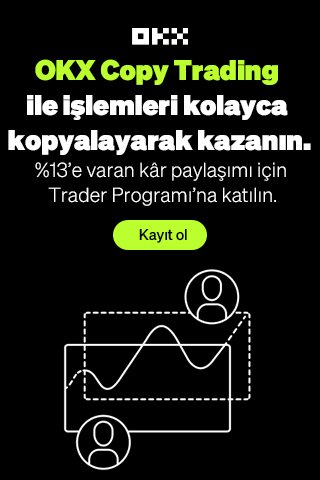 OKX
OKX Copy Trading
ile işlemleri kolayca
kopyalayarak kazanın.
%13’e varan kâr paylaşımı için
Trader Programı’na katılın.
Kayıt ol